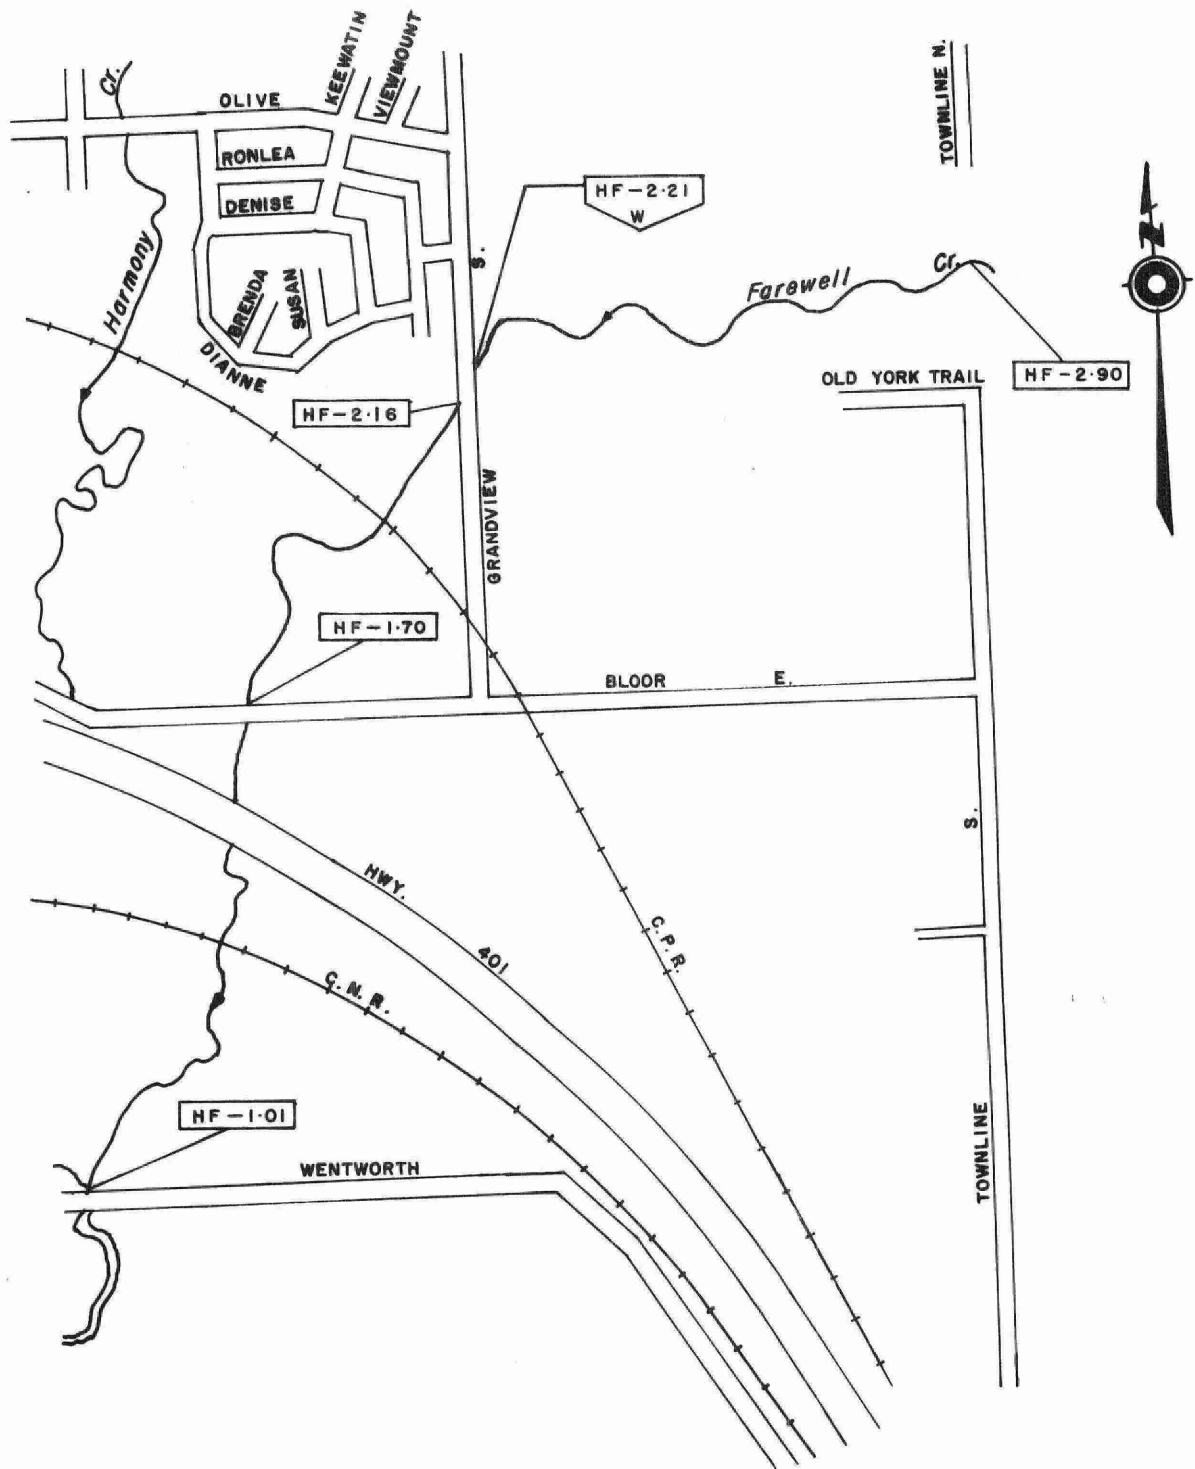 KEEWATIN
VIEWMOUNT
Cr.
OLIVE
TOWNLINE N.
RONLEA
DENISE
HF-2·21
W
N
S.
Harmony
BRENDA
SUSAN
Farewell Cr.
DIANNE
OLD YORK TRAIL
HF-2·90
HF-2·16
GRANDVIEW
HF-1·70
BLOOR E.
S.
HWY.
401
C.P.R.
C.N.R.
HF-1·01
WENTWORTH
TOWNLINE